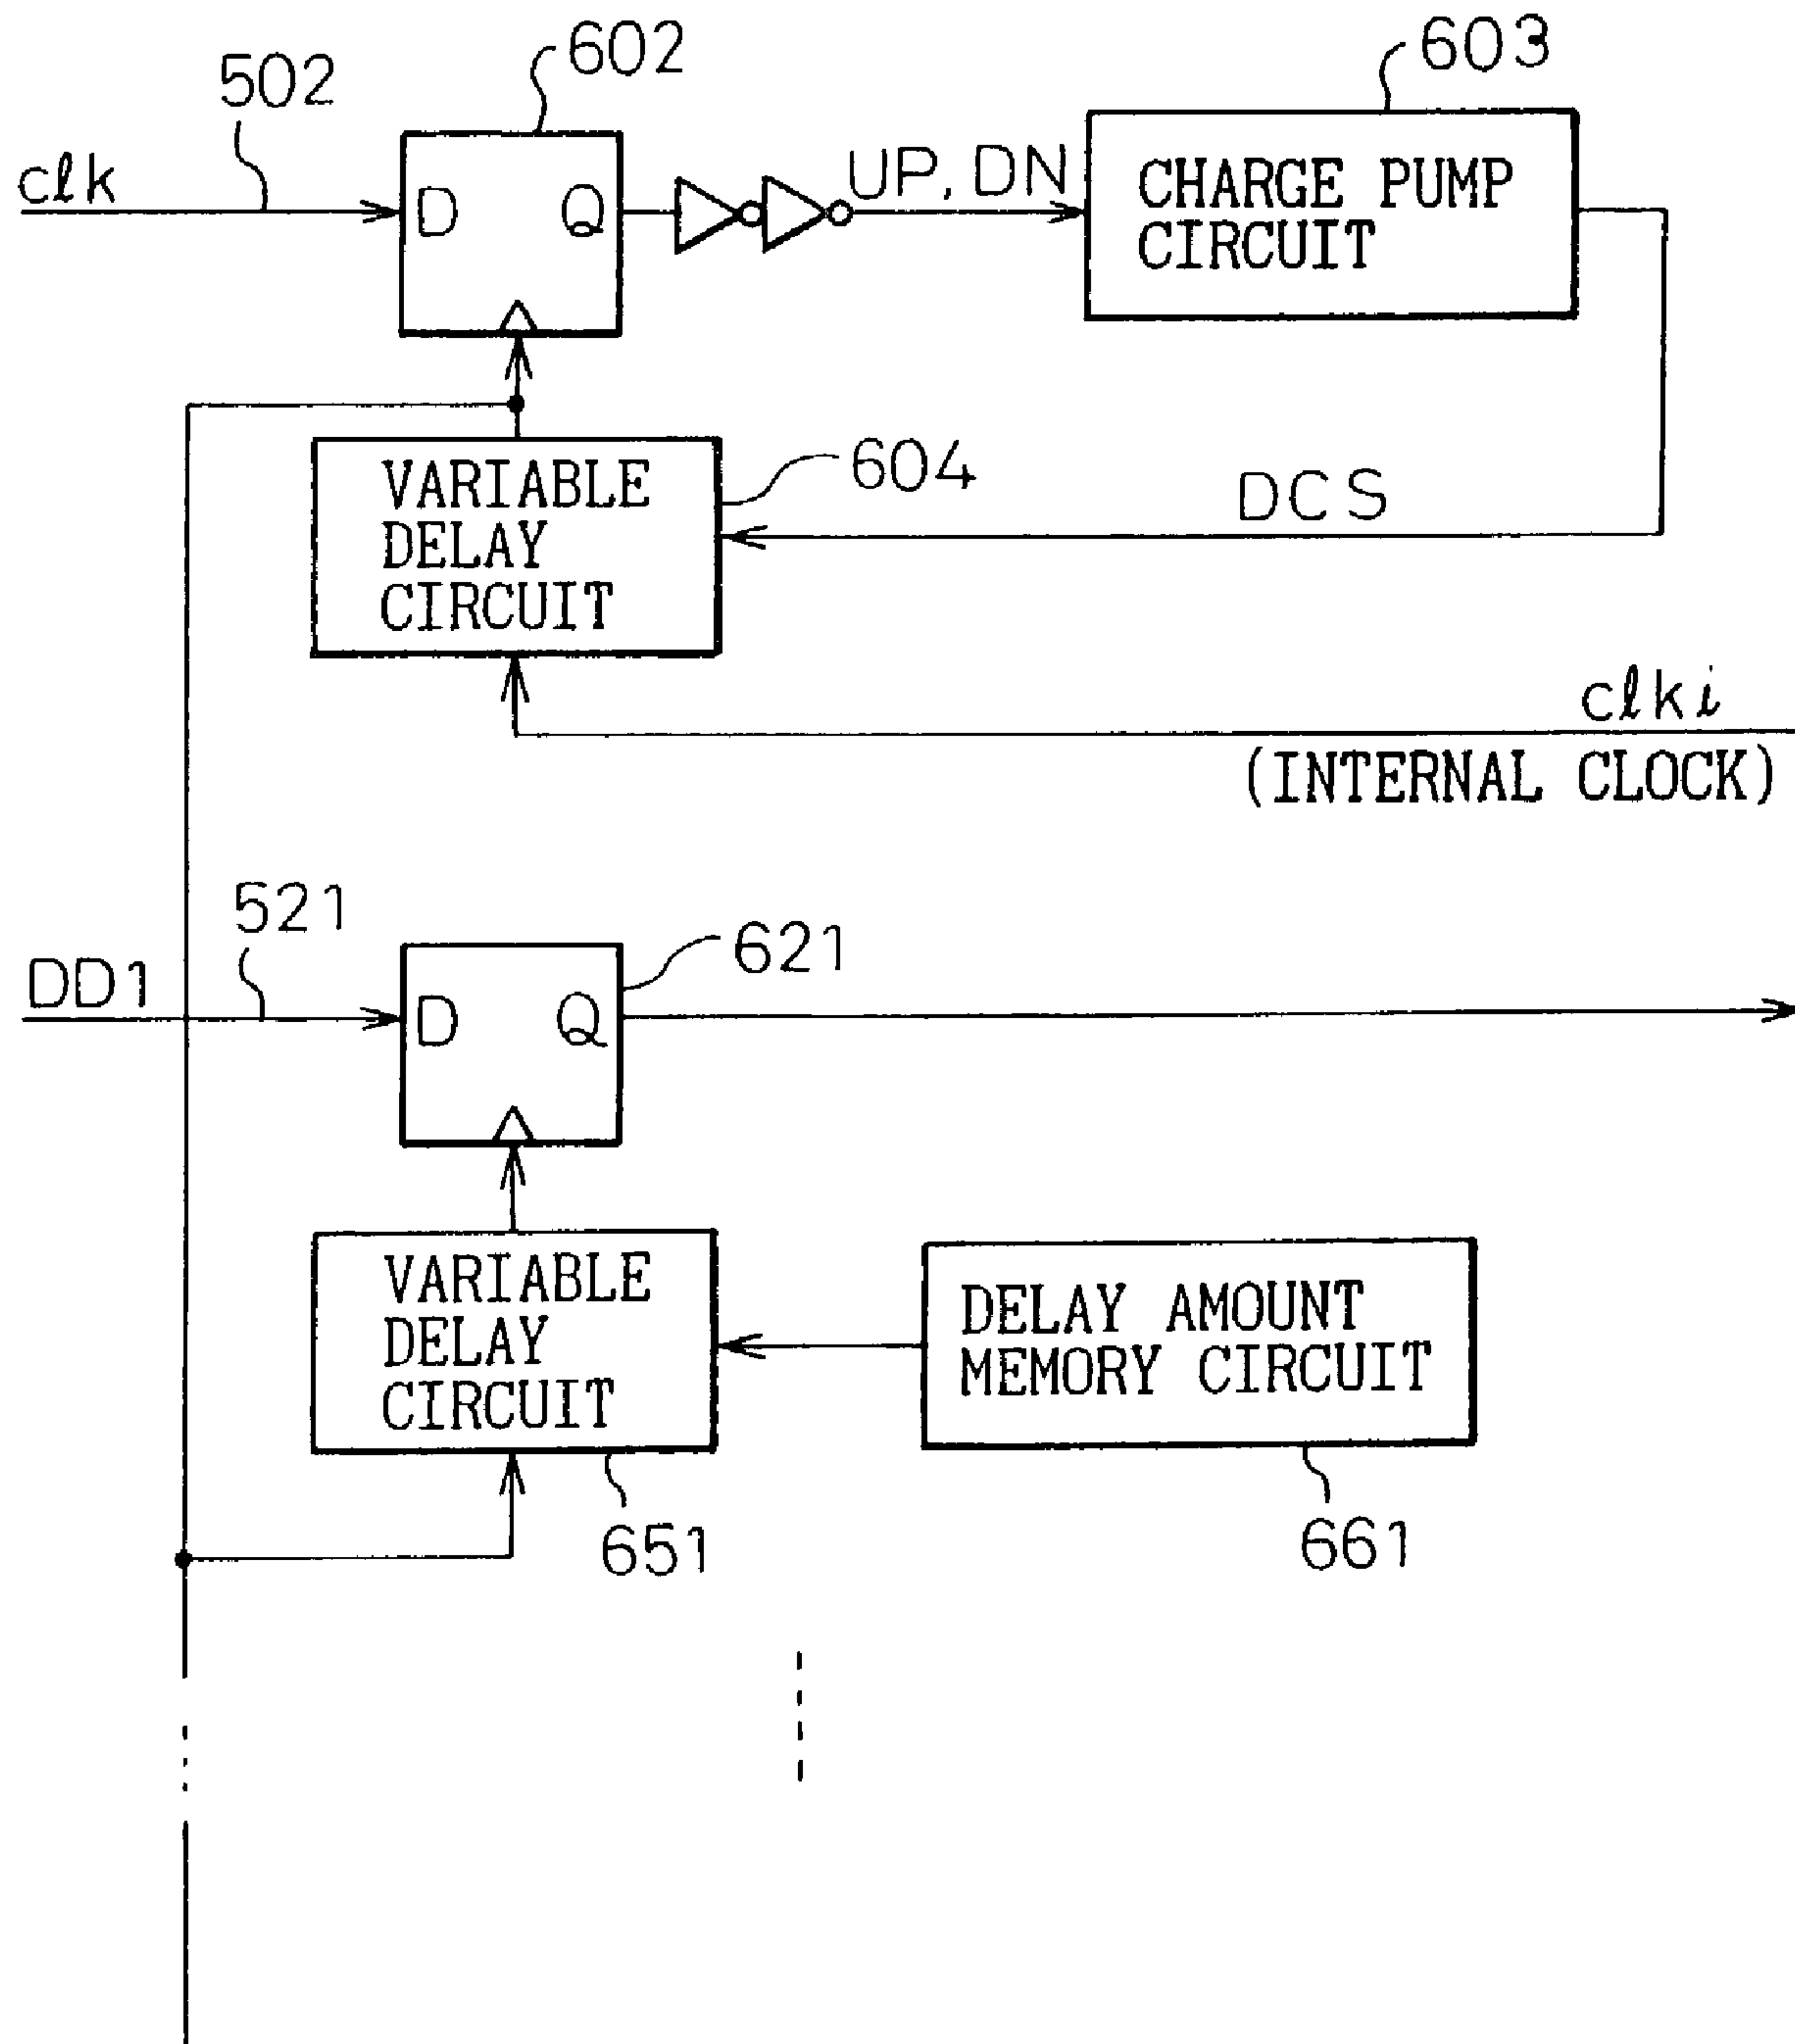 602
603
502
clk
D
Q
UP, DN
CHARGE PUMP
CIRCUIT
VARIABLE
DELAY
CIRCUIT
604
DCS
clki
(INTERNAL CLOCK)
521
621
DD1
D
Q
VARIABLE
DELAY
CIRCUIT
DELAY AMOUNT
MEMORY CIRCUIT
651
661